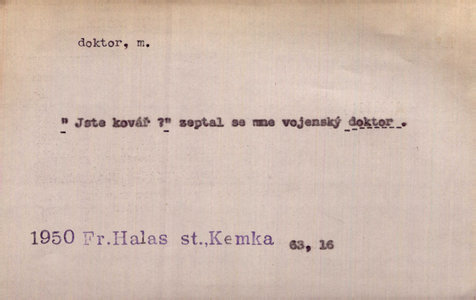 doktor, m.
" Jste kovář ?" zeptal se mne vojenský doktor .
1950 Fr.Halas st.,Kemka 63, 16